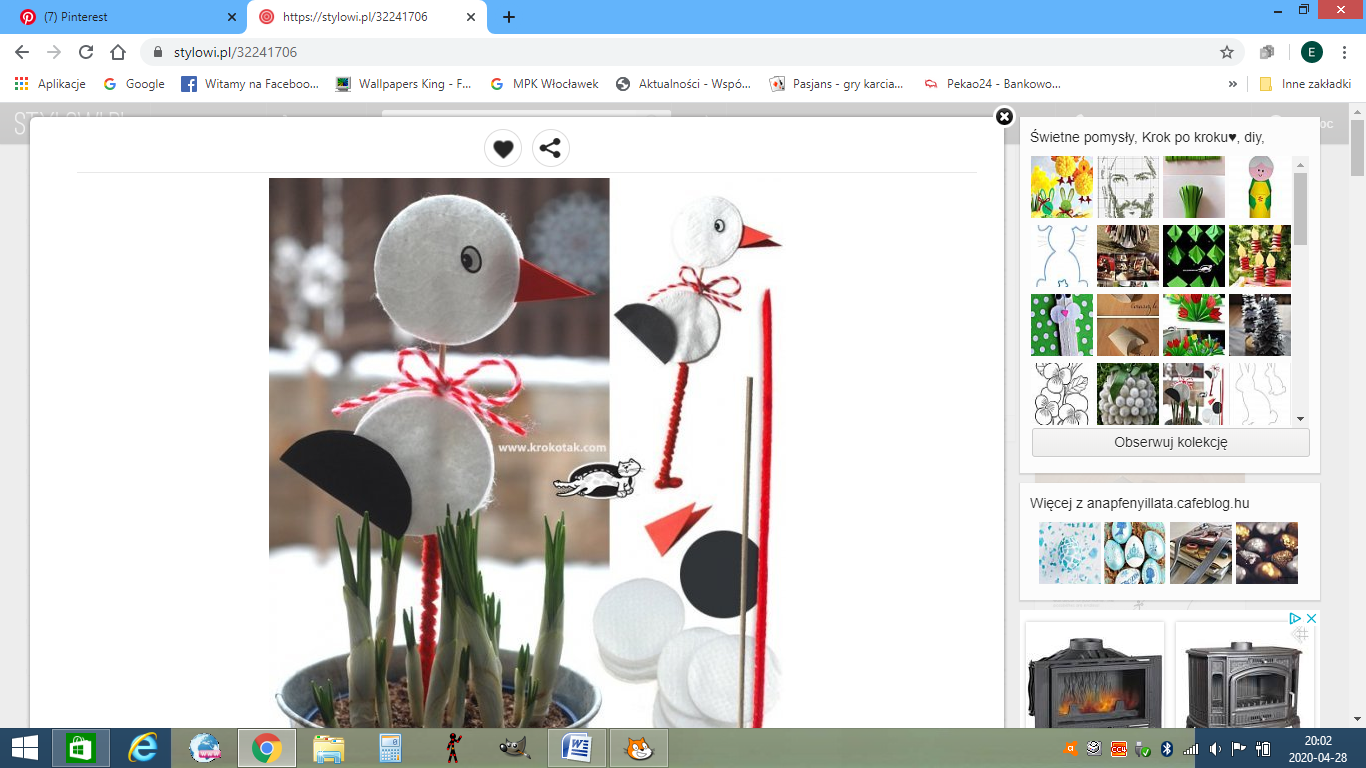 (7) Pinterest
https://stylowi.pl/32241706
stylowi.pl/32241706
E
Aplikacje
Google
Witamy na Faceboo...
Wallpapers King - F...
MPK Włocławek
Aktualności - Wspó...
Pasjans - gry karcia...
Pekao24 - Bankowo...
»
Inne zakładki
Świetne pomysły, Krok po kroku♥, diy,
www.krokotak.com
Obserwuj kolekcję
Więcej z anapfenyillata.cafeblog.hu
20:02
2020-04-28